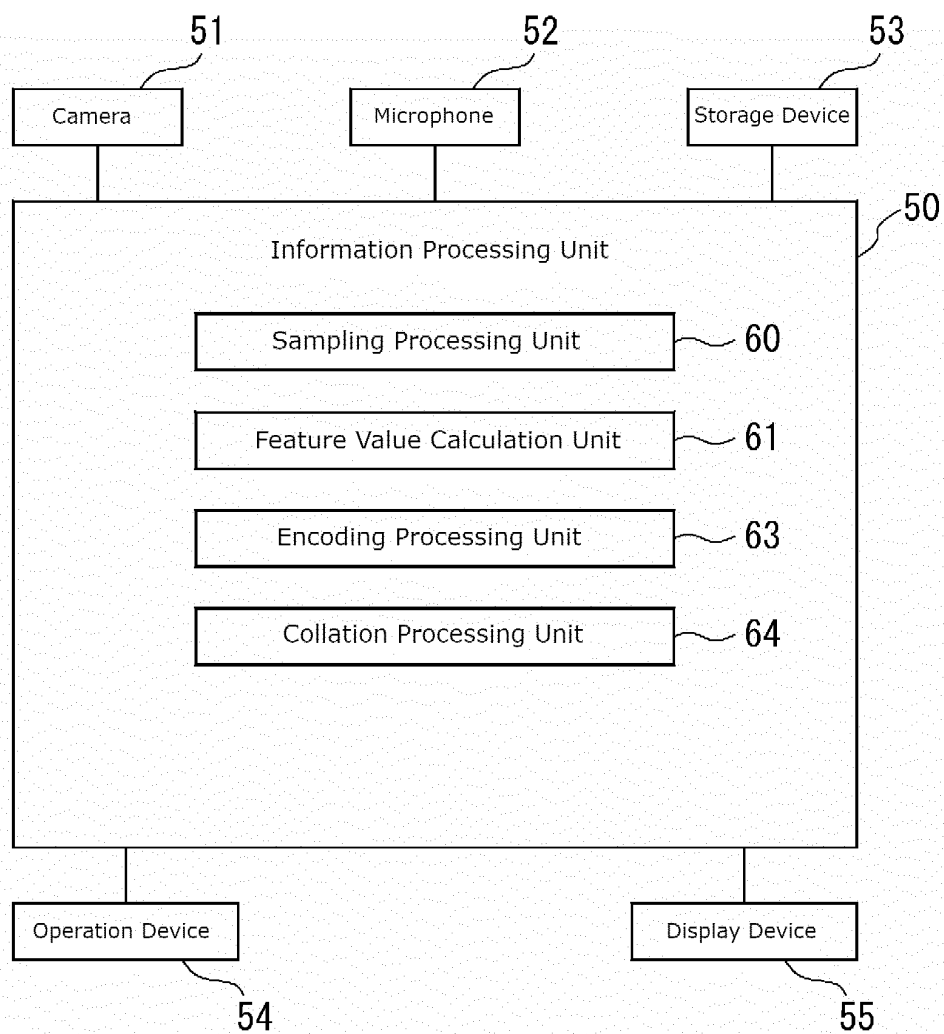 51
52
53
Camera
Microphone
Storage Device
50
Information Processing Unit
Sampling Processing Unit
60
Feature Value Calculation Unit
61
Encoding Processing Unit
63
Collation Processing Unit
64
Operation Device
Display Device
54
55